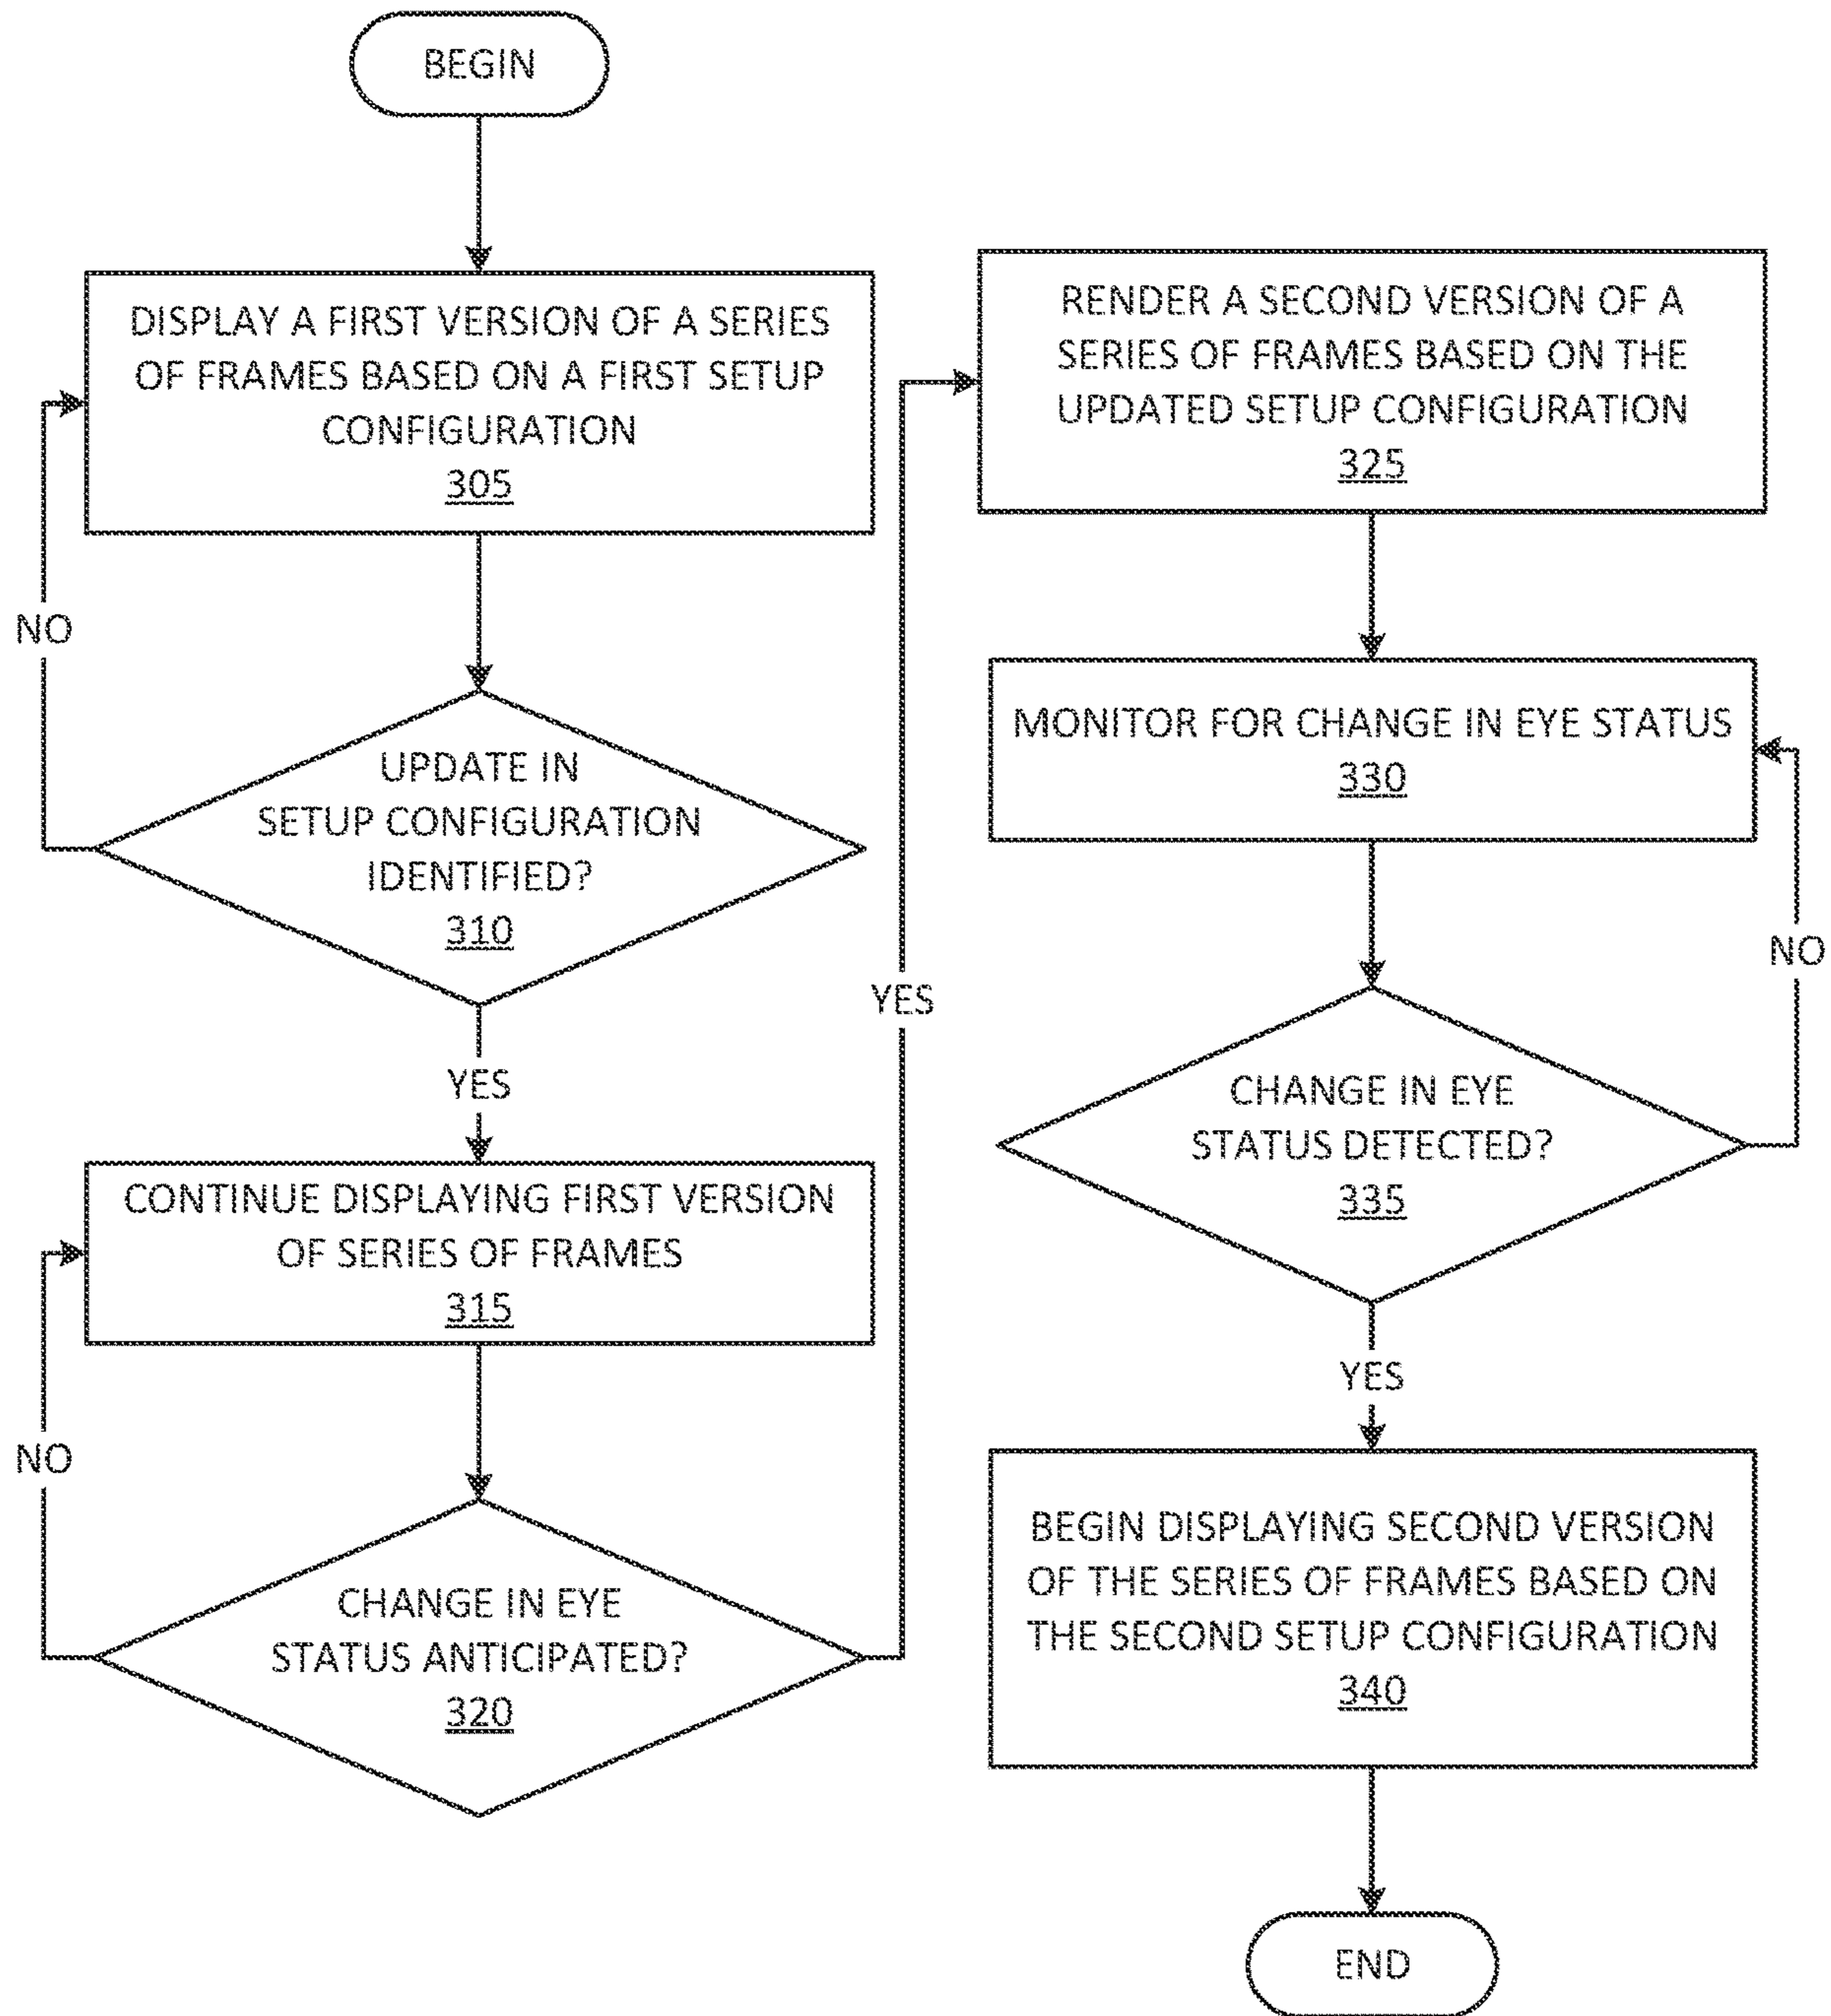 BEGIN
DISPLAY A FIRST VERSION OF A SERIES
OF FRAMES BASED ON A FIRST SETUP
CONFIGURATION
305
NO
UPDATE IN
SETUP CONFIGURATION
IDENTIFIED?
310
YES
CONTINUE DISPLAYING FIRST VERSION
OF SERIES OF FRAMES
315
NO
CHANGE IN EYE
STATUS ANTICIPATED?
320
YES
RENDER A SECOND VERSION OF A
SERIES OF FRAMES BASED ON THE
UPDATED SETUP CONFIGURATION
325
MONITOR FOR CHANGE IN EYE STATUS
330
NO
CHANGE IN EYE
STATUS DETECTED?
335
YES
BEGIN DISPLAYING SECOND VERSION
OF THE SERIES OF FRAMES BASED ON
THE SECOND SETUP CONFIGURATION
340
END